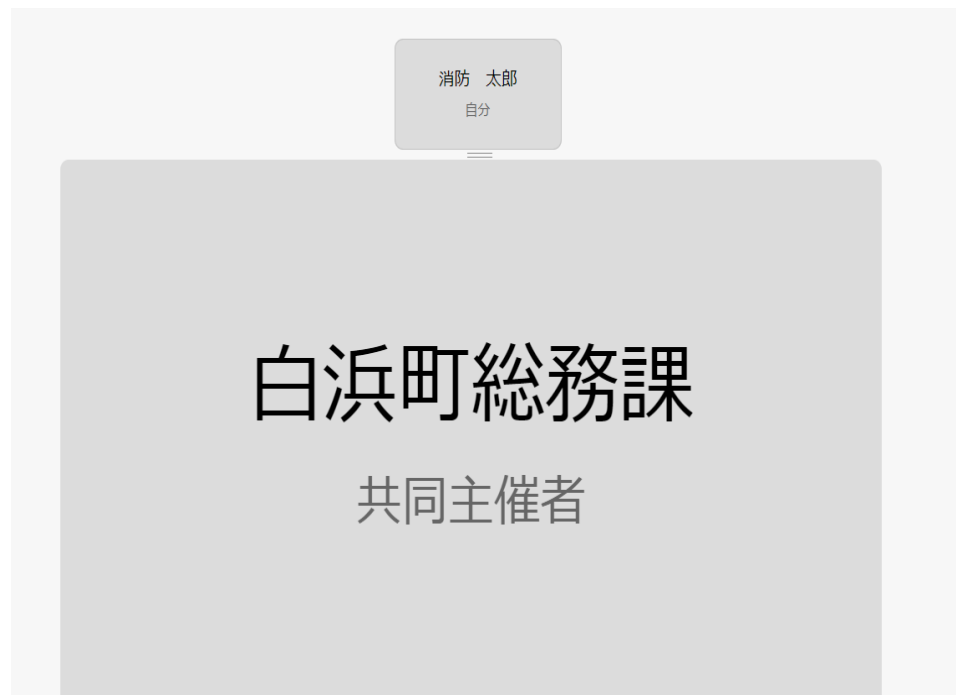 消防　太郎
自分
白浜町総務課
共同主催者